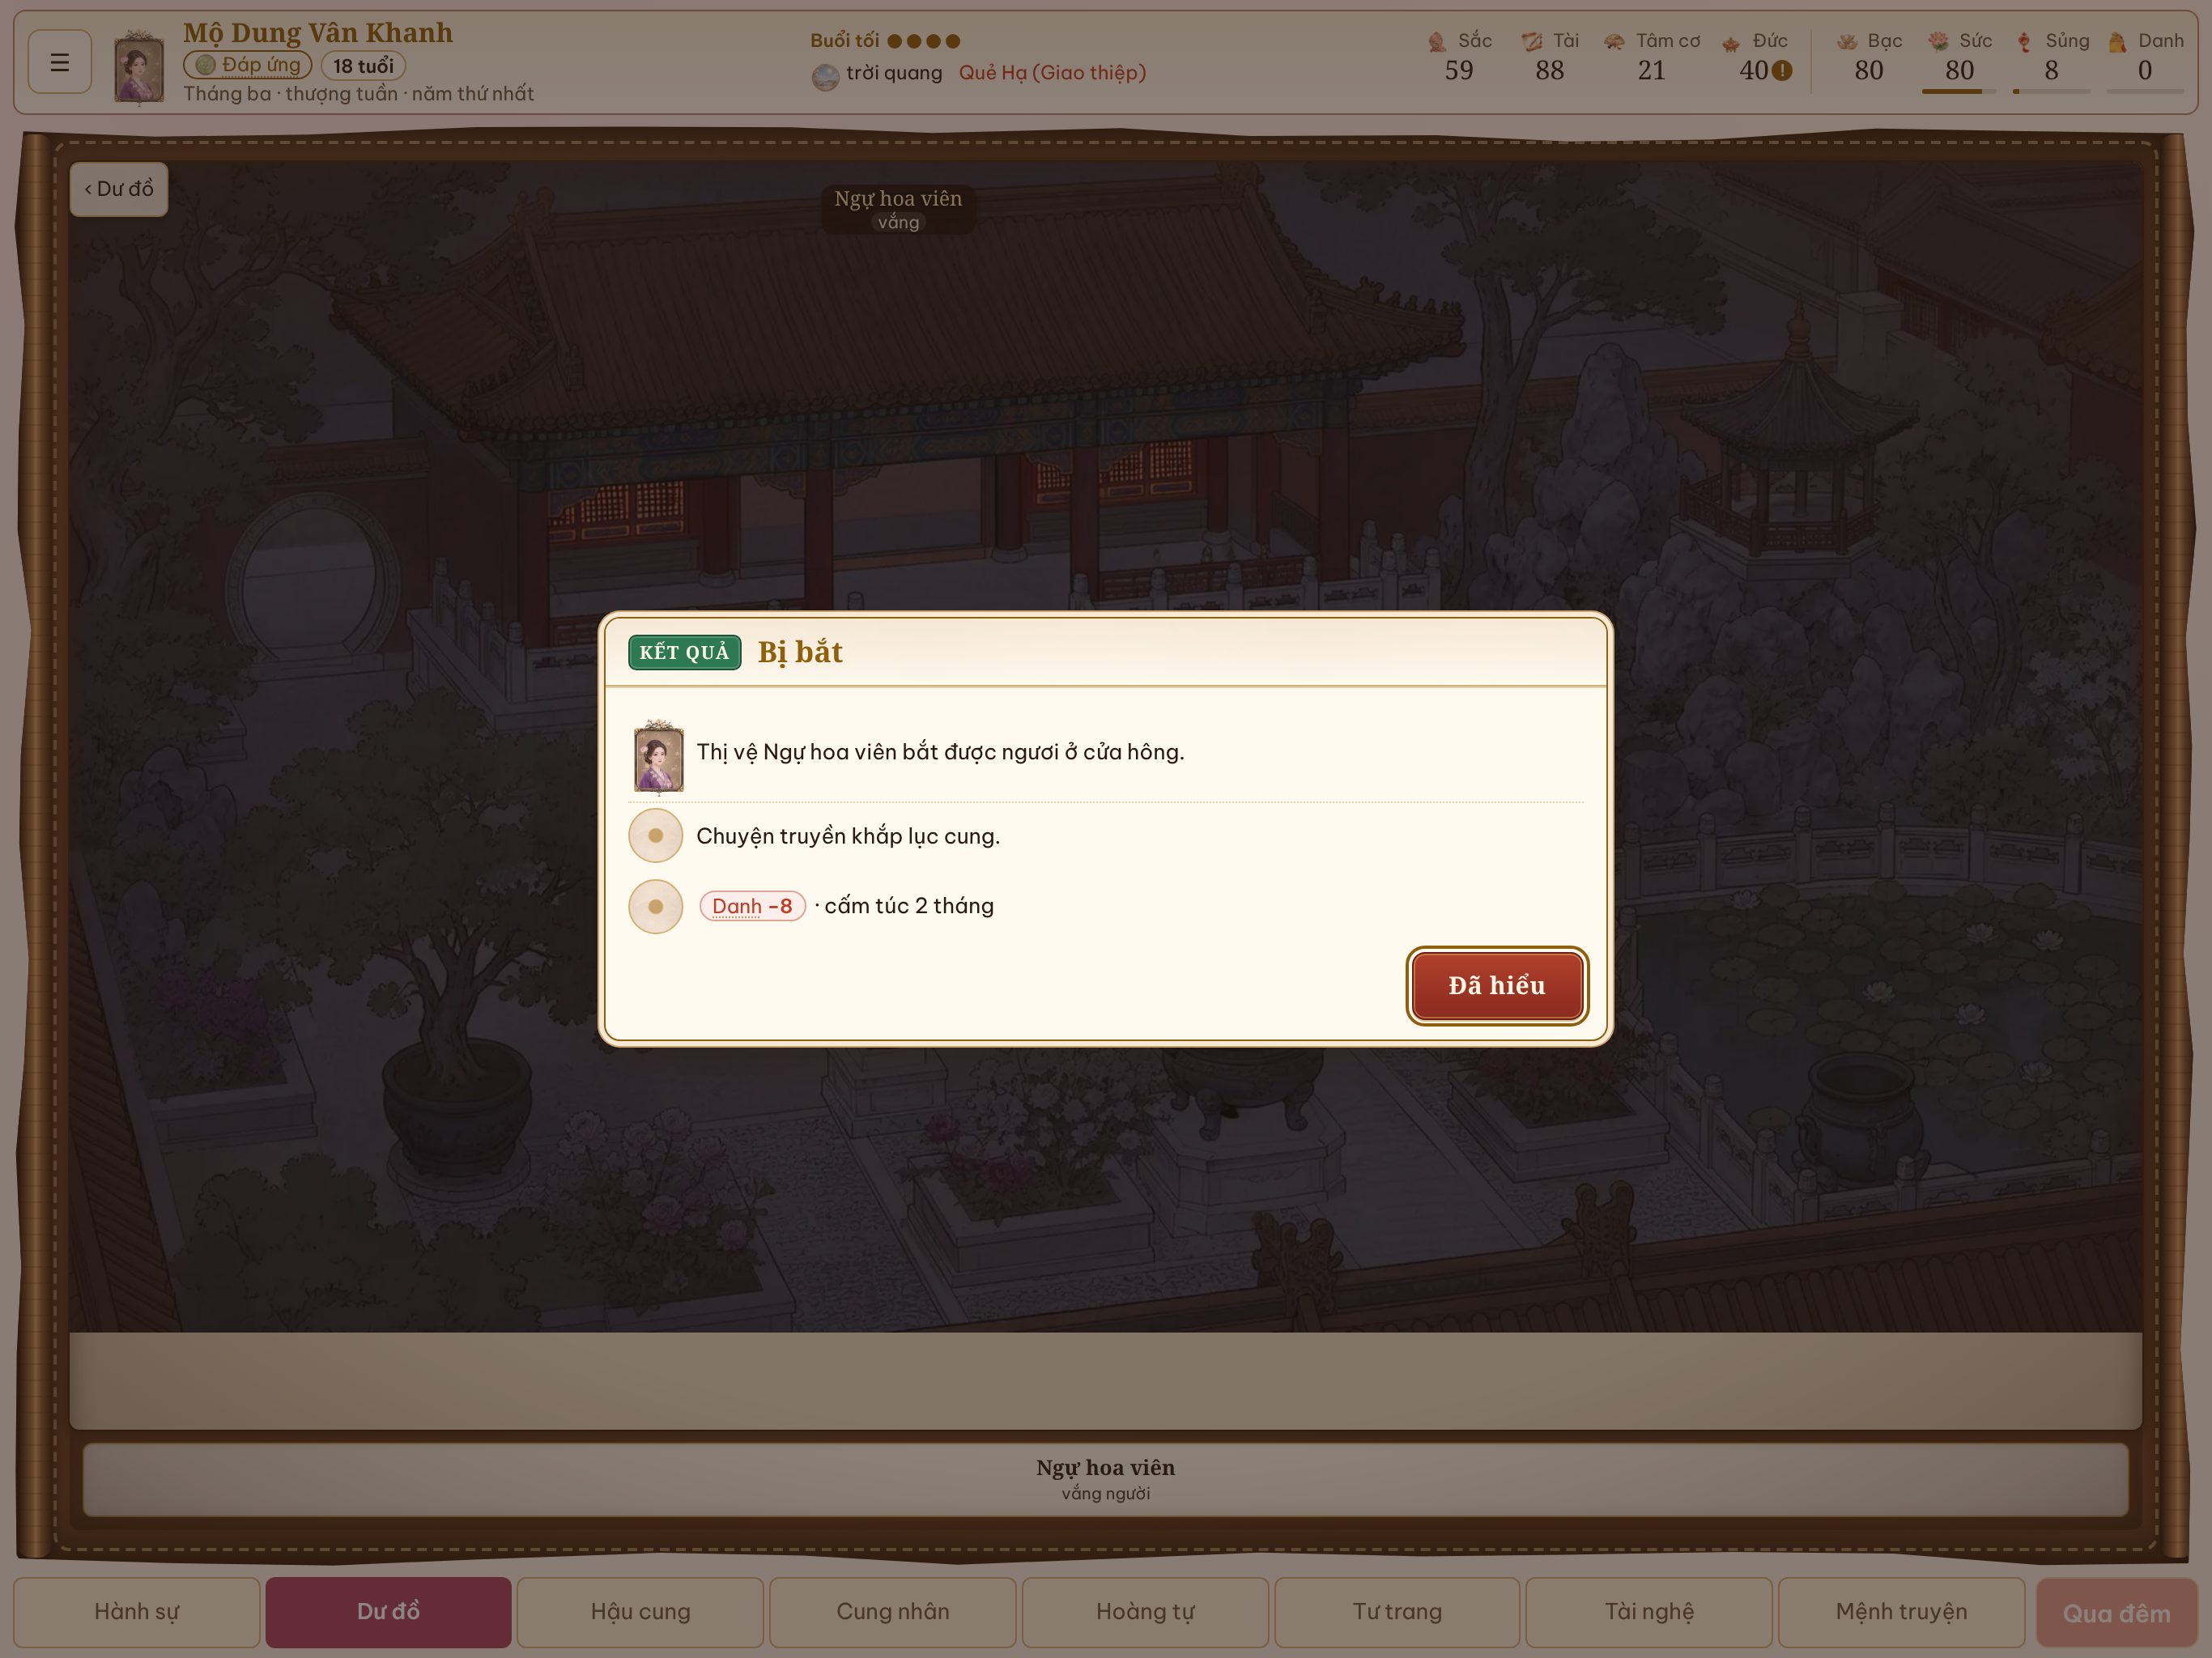 ☰
Mộ Dung Vân Khanh
Đáp ứng 18 tuổi
Tháng ba · thượng tuần · năm thứ nhất
Buổi tối
trời quang Quẻ Hạ (Giao thiệp)
Sắc Tài Tâm cơ Đức Bạc Sức Sủng Danh
59 88 21 40 ! 80 80 8 0
‹ Dư đồ
Ngự hoa viên
vắng
KẾT QUẢ Bị bắt
Thị vệ Ngự hoa viên bắt được ngươi ở cửa hông.
Chuyện truyền khắp lục cung.
Danh −8 · cấm túc 2 tháng
Đã hiểu
Ngự hoa viên
vắng người
Hành sự Dư đồ Hậu cung Cung nhân Hoàng tự Tư trang Tài nghệ Mệnh truyện Qua đêm